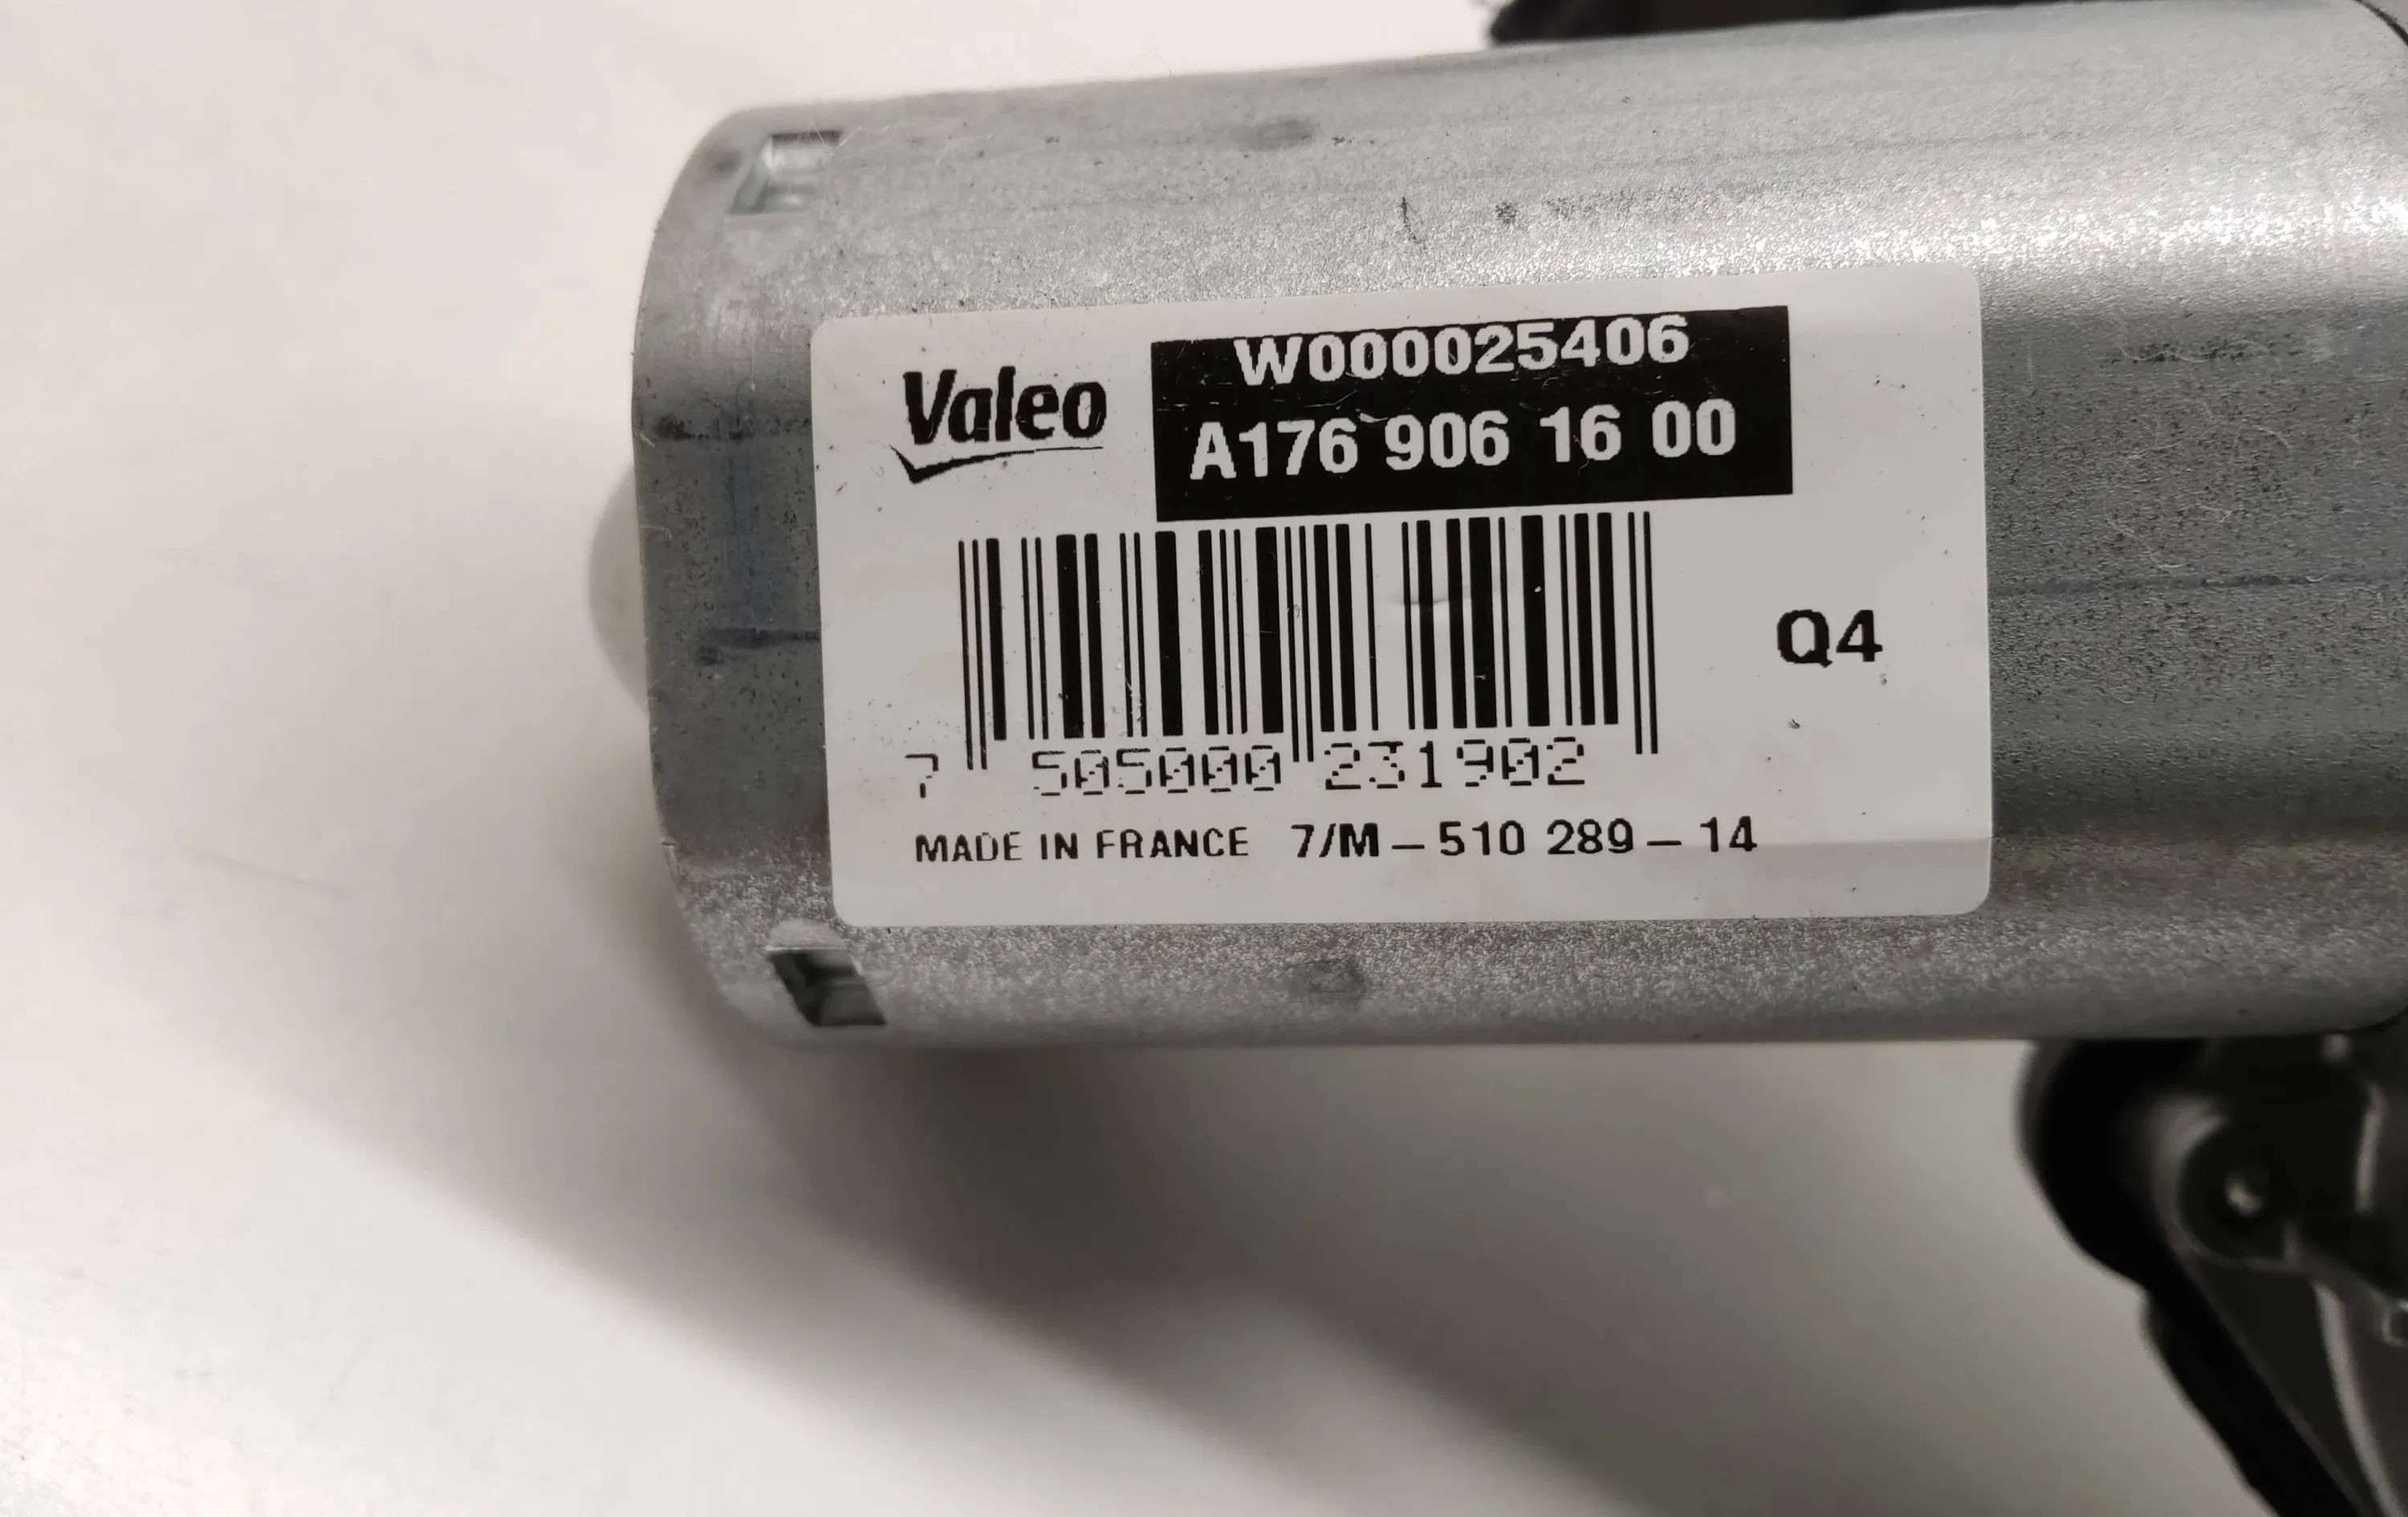 Valeo
W000025406
A176 906 16 00
Q4
7 505000 231902
MADE IN FRANCE 7/M-510 289-14